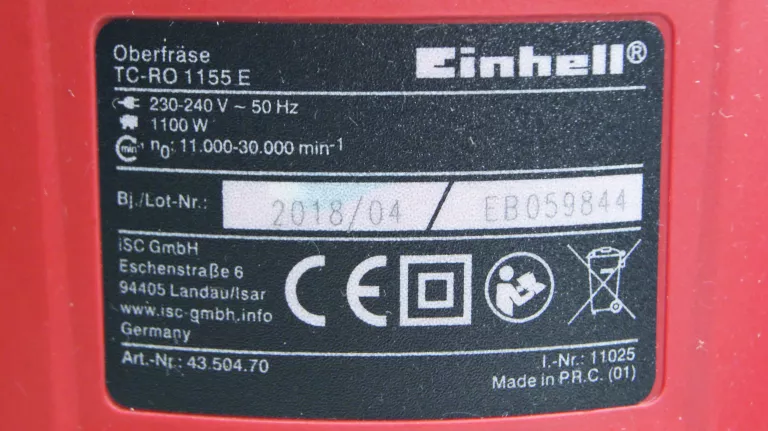 Oberfräse
TC-RO 1155 E
Einhell®
230-240 V ~ 50 Hz
1100 W
min⁻¹ n₀: 11.000-30.000 min⁻¹
Bj./Lot-Nr.: 2018/04 / EB059844
iSC GmbH
Eschenstraße 6
94405 Landau/Isar
www.isc-gmbh.info
Germany
CE
Art.-Nr.: 43.504.70
I.-Nr.: 11025
Made in P.R.C. (01)